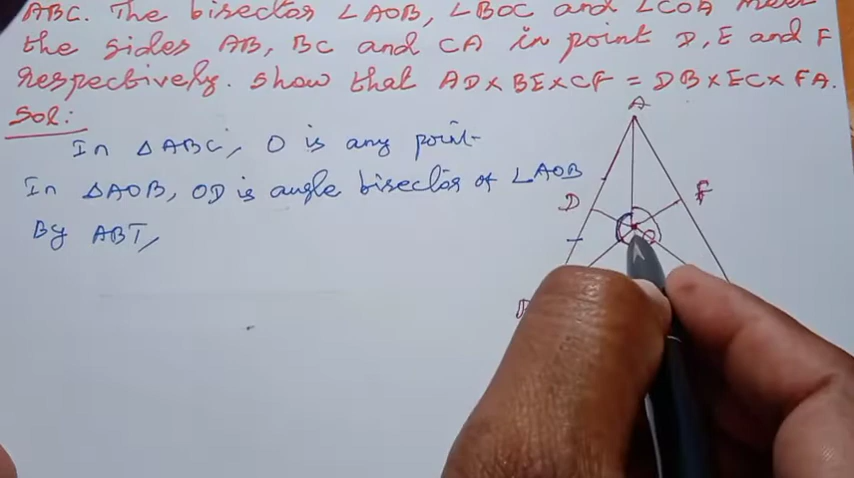 ABC. The bisector ∠AOB, ∠BOC and ∠COA meet
the sides AB, BC and CA in point D, E and F
respectively. show that AD×BE×CF = DB×EC×FA.
Sol:
In △ABC, O is any point
In △AOB, OD is angle bisector of ∠AOB
By ABT,
A
D
F
O